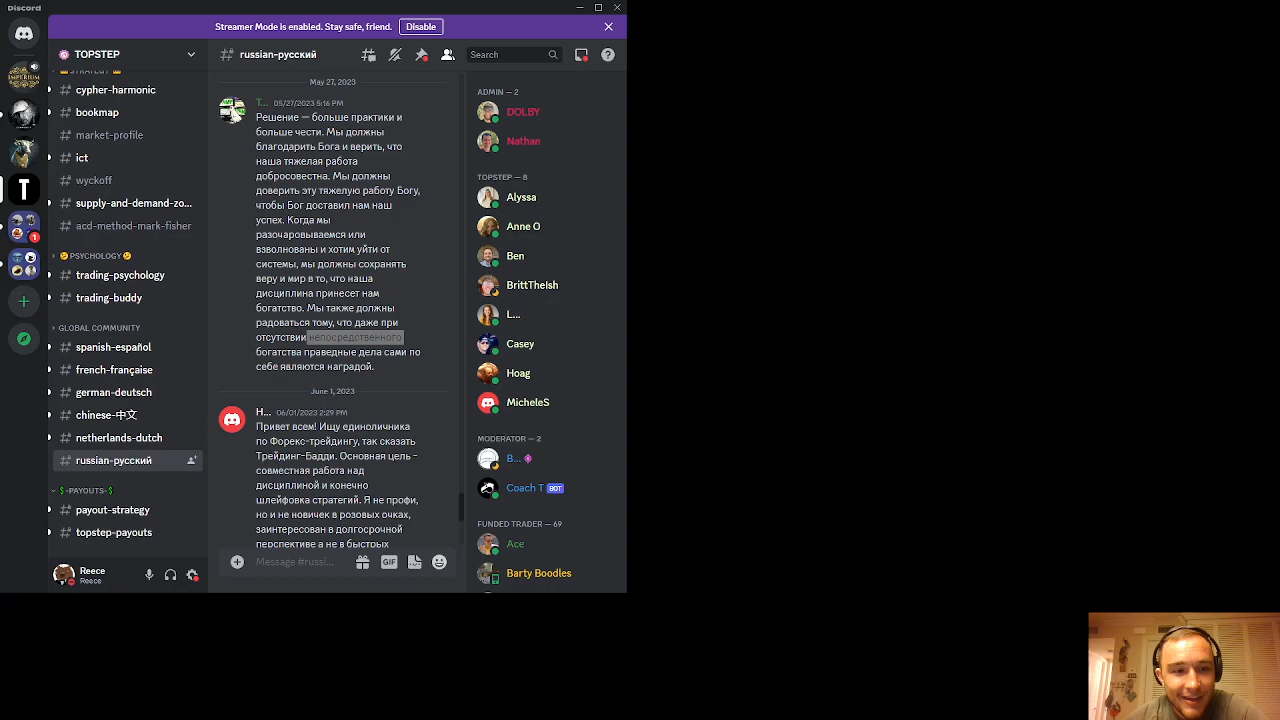 Discord
Streamer Mode is enabled. Stay safe, friend.
Disable
TOPSTEP
russian-русский
Search
STRATEGY
cypher-harmonic
bookmap
market-profile
ict
wyckoff
supply-and-demand-zo...
acd-method-mark-fisher
PSYCHOLOGY
trading-psychology
trading-buddy
GLOBAL COMMUNITY
spanish-español
french-française
german-deutsch
chinese-中文
netherlands-dutch
russian-русский
$-PAYOUTS-$
payout-strategy
topstep-payouts
Reece
Reece
May 27, 2023
T... 05/27/2023 5:16 PM
Решение — больше практики и
больше чести. Мы должны
благодарить Бога и верить, что
наша тяжелая работа
добросовестна. Мы должны
доверить эту тяжелую работу Богу,
чтобы Бог доставил нам наш
успех. Когда мы
разочаровываемся или
взволнованы и хотим уйти от
системы, мы должны сохранять
веру и мир в то, что наша
дисциплина принесет нам
богатство. Мы также должны
радоваться тому, что даже при
отсутствии непосредственного
богатства праведные дела сами по
себе являются наградой.
June 1, 2023
H... 06/01/2023 2:29 PM
Привет всем! Ищу единоличника
по Форекс-трейдингу, так сказать
Трейдинг-Бадди. Основная цель -
совместная работа над
дисциплиной и конечно
шлейфовка стратегий. Я не профи,
но и не новичек в розовых очках,
заинтересован в долгосрочной
перспективе а не в быстрых
Message #russi...
GIF
ADMIN — 2
DOLBY
Nathan
TOPSTEP — 8
Alyssa
Anne O
Ben
BrittTheIsh
L...
Casey
Hoag
MicheleS
MODERATOR — 2
B...
Coach T BOT
FUNDED TRADER — 69
Ace
Barty Boodles
IMPERIUM
T
1